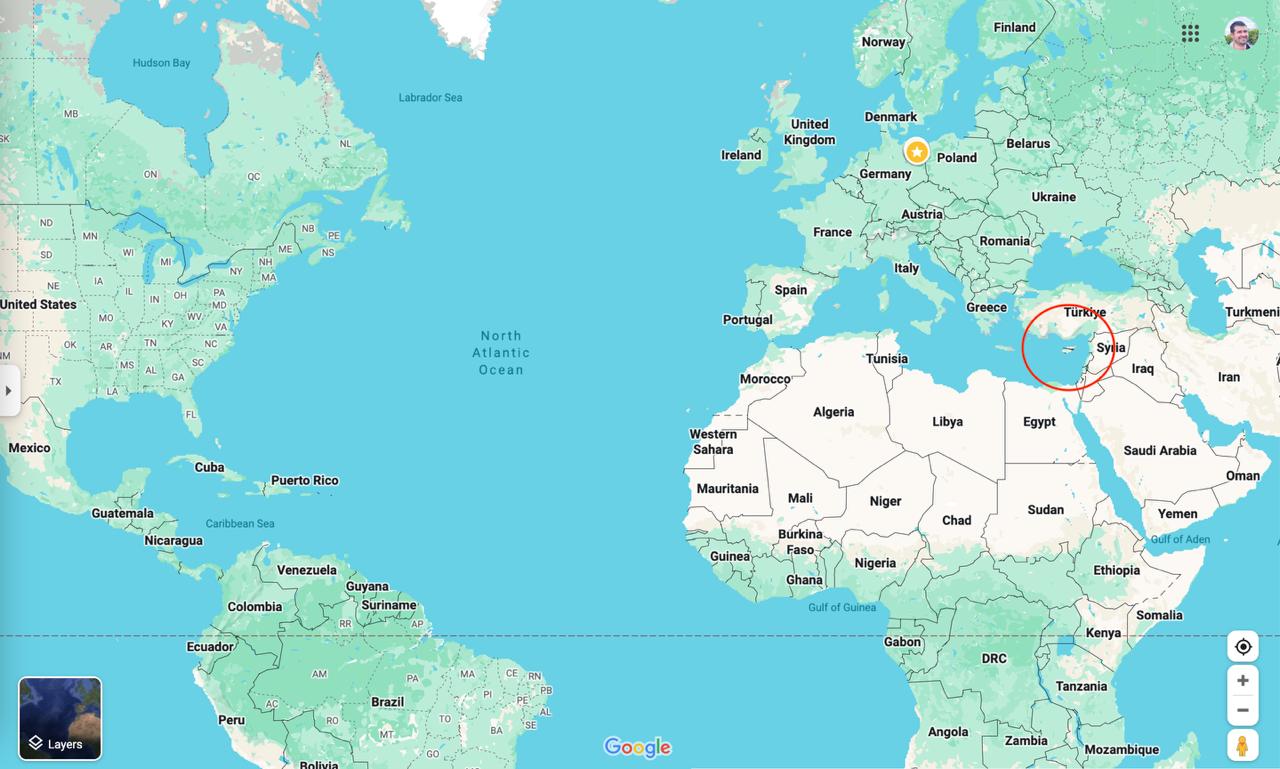 Finland
Norway
Hudson Bay
Labrador Sea
MB
Denmark
United
Kingdom
SK
NL
Belarus
Ireland
Poland
ON
QC
Germany
Ukraine
Austria
ND
NB
PE
France
MN
Romania
ME
NS
SD
WI
MI
NH
Italy
NY
MA
IA
NE
Spain
IL
IN
OH
PA
United States
MD
Greece
Türkiye
Turkmeni
MO
WV
Portugal
KY
VA
OK
AR
TN
NC
North
Atlantic
Ocean
Syria
NM
Tunisia
MS
AL
SC
Iraq
GA
TX
Morocco
Iran
LA
FL
Algeria
Libya
Egypt
Western
Sahara
Mexico
Saudi Arabia
Cuba
Puerto Rico
Oman
Mauritania
Mali
Niger
Guatemala
Sudan
Yemen
Caribbean Sea
Chad
Nicaragua
Burkina
Faso
Gulf of Aden
Guinea
Nigeria
Venezuela
Ethiopia
Ghana
Guyana
Colombia
Suriname
Gulf of Guinea
Somalia
RR
AP
Kenya
Ecuador
Gabon
DRC
AM
PA
MA
CE
RN
Tanzania
PB
PI
AC
Brazil
AL
Peru
RO
TO
SE
BA
MT
Angola
Zambia
Layers
Google
Mozambique
GO
Bolivia